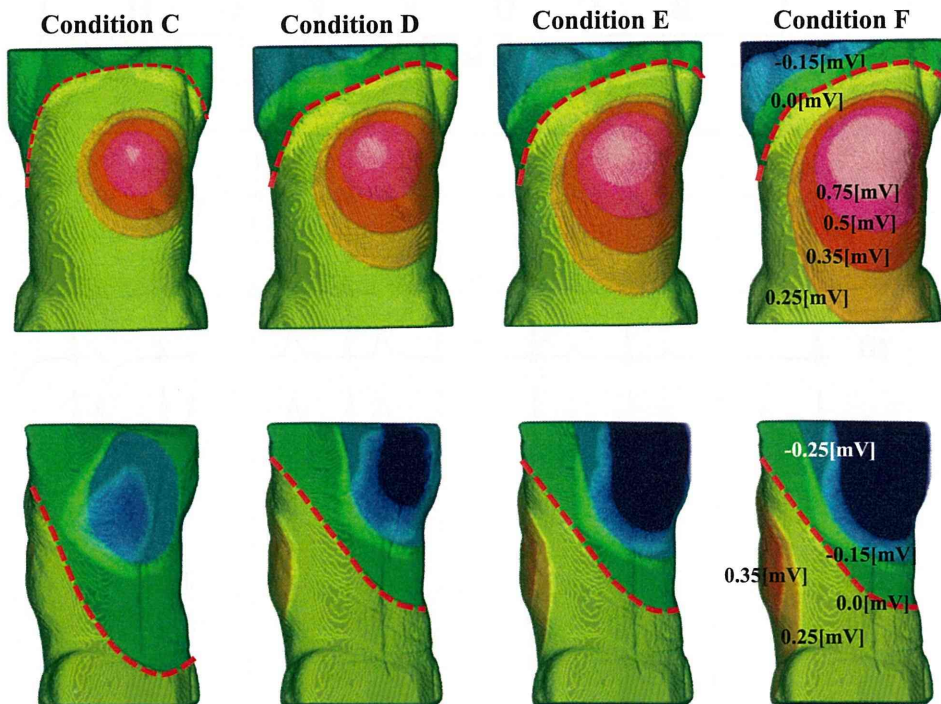 Condition C
Condition D
Condition E
Condition F
-0.15[mV]
0.0[mV]
0.75[mV]
0.5[mV]
0.35[mV]
0.25[mV]
-0.25[mV]
-0.15[mV]
0.35[mV]
0.0[mV]
0.25[mV]